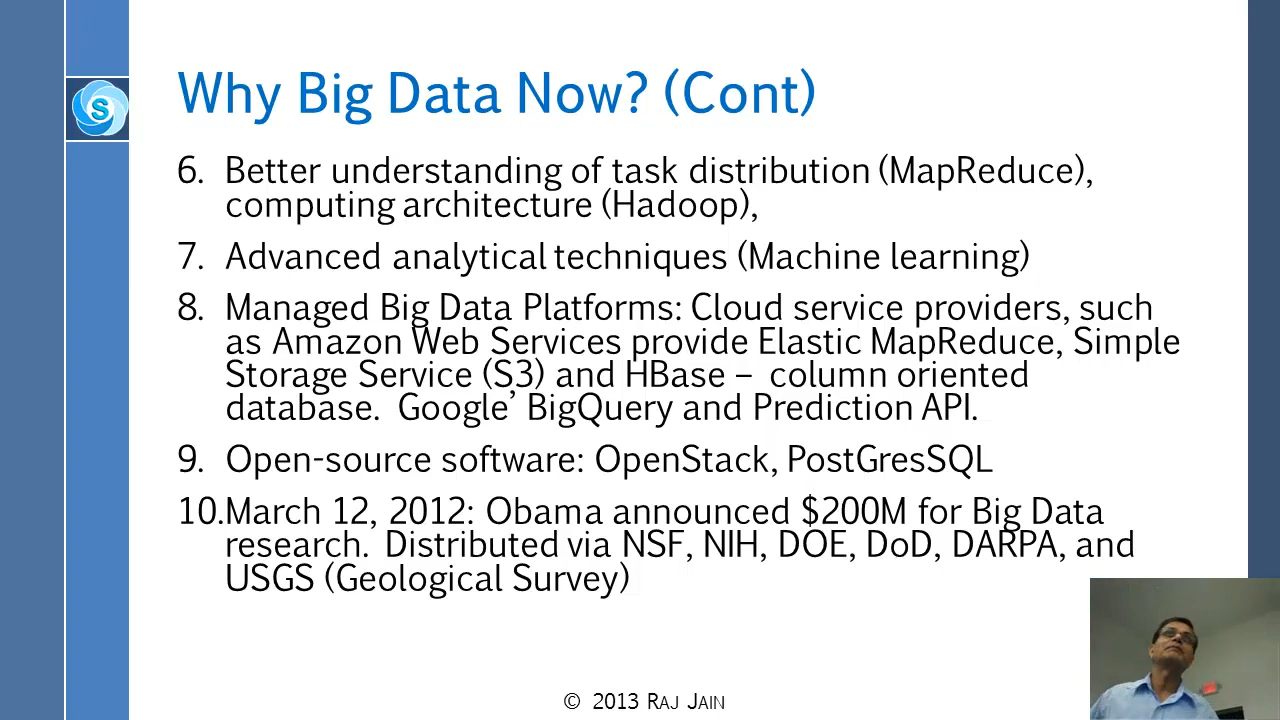 S
Why Big Data Now? (Cont)
6. Better understanding of task distribution (MapReduce),
computing architecture (Hadoop),
7. Advanced analytical techniques (Machine learning)
8. Managed Big Data Platforms: Cloud service providers, such
as Amazon Web Services provide Elastic MapReduce, Simple
Storage Service (S3) and HBase – column oriented
database. Google’ BigQuery and Prediction API.
9. Open-source software: OpenStack, PostGresSQL
10.March 12, 2012: Obama announced $200M for Big Data
research. Distributed via NSF, NIH, DOE, DoD, DARPA, and
USGS (Geological Survey)
© 2013 RAJ JAIN